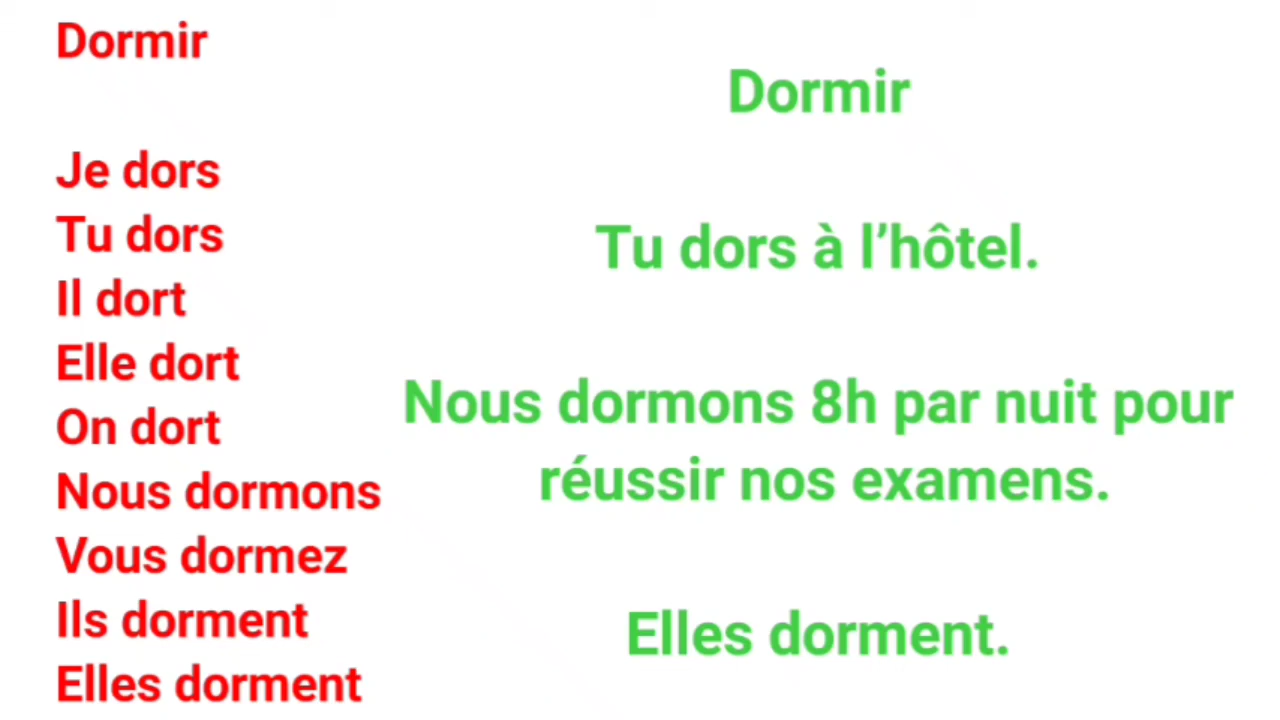 Dormir
Je dors
Tu dors
Il dort
Elle dort
On dort
Nous dormons
Vous dormez
Ils dorment
Elles dorment
Dormir
Tu dors à l’hôtel.
Nous dormons 8h par nuit pour
réussir nos examens.
Elles dorment.